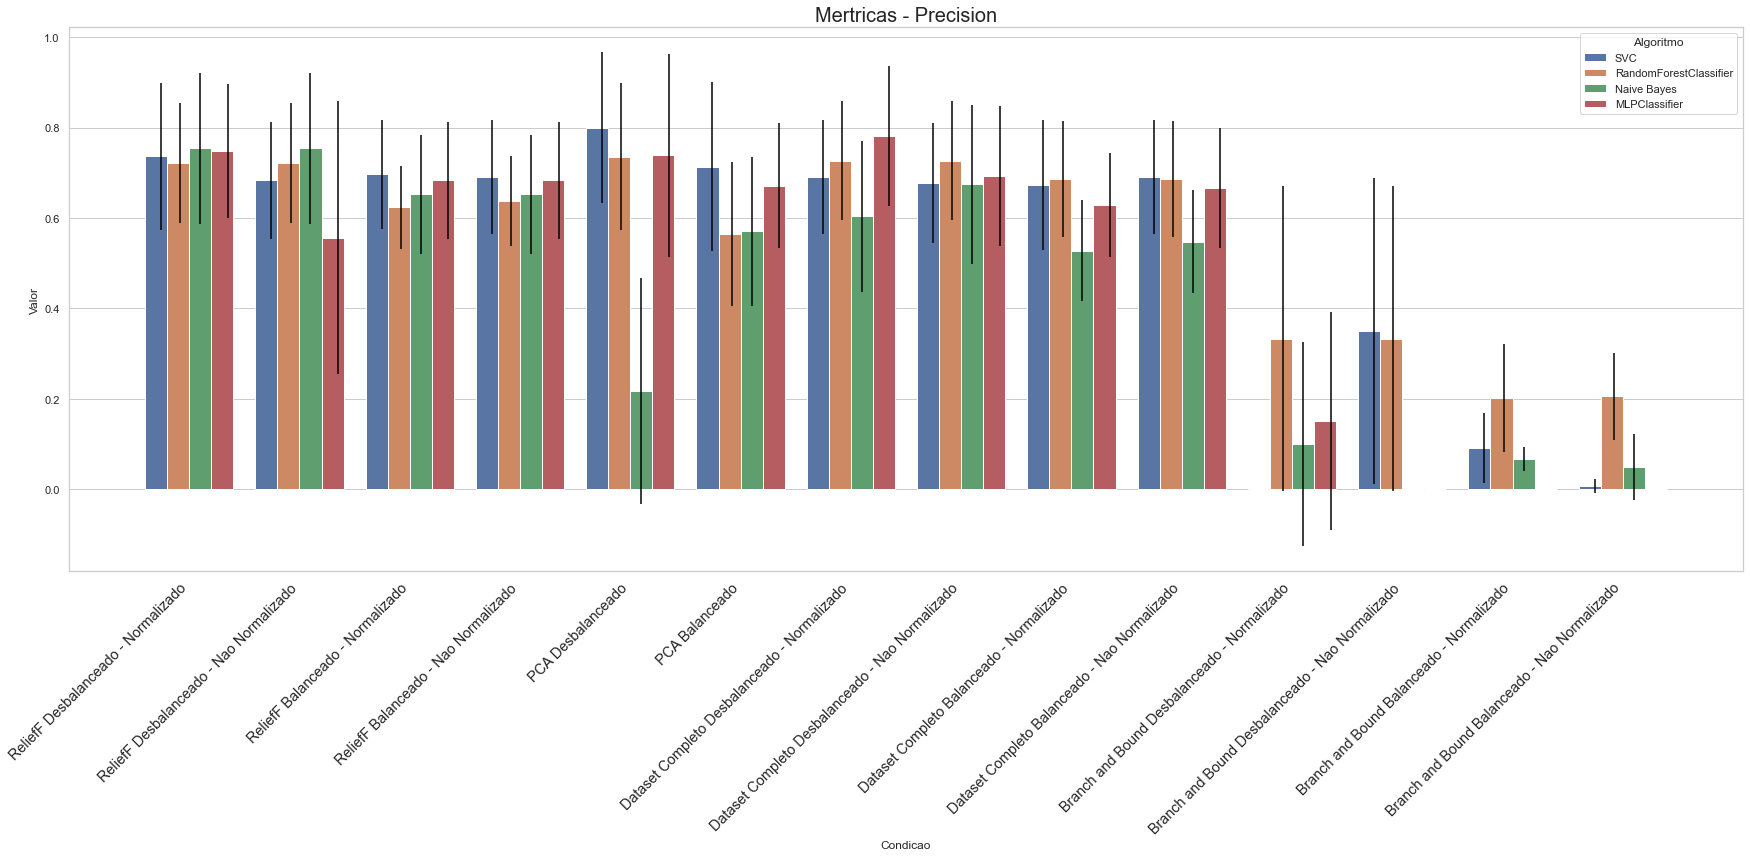 Mertricas - Precision
Algoritmo
SVC
RandomForestClassifier
Naive Bayes
MLPClassifier
Valor
1.0
0.8
0.6
0.4
0.2
0.0
ReliefF Desbalanceado - Normalizado
ReliefF Desbalanceado - Nao Normalizado
ReliefF Balanceado - Normalizado
ReliefF Balanceado - Nao Normalizado
PCA Desbalanceado
PCA Balanceado
Dataset Completo Desbalanceado - Normalizado
Dataset Completo Desbalanceado - Nao Normalizado
Dataset Completo Balanceado - Normalizado
Dataset Completo Balanceado - Nao Normalizado
Branch and Bound Desbalanceado - Normalizado
Branch and Bound Desbalanceado - Nao Normalizado
Branch and Bound Balanceado - Normalizado
Branch and Bound Balanceado - Nao Normalizado
Condicao